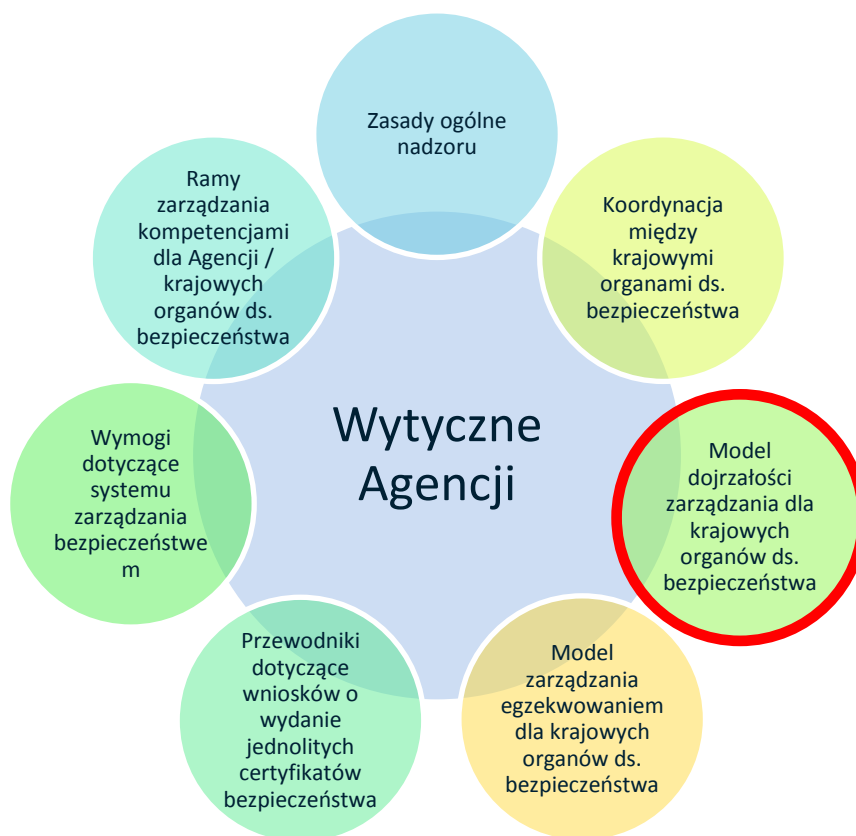 Zasady ogólne
nadzoru
Koordynacja
między
krajowymi
organami ds.
bezpieczeństwa
Model
dojrzałości
zarządzania dla
krajowych
organów ds.
bezpieczeństwa
Model
zarządzania
egzekwowaniem
dla krajowych
organów ds.
bezpieczeństwa
Przewodniki
dotyczące
wniosków o
wydanie
jednolitych
certyfikatów
bezpieczeństwa
Wymogi
dotyczące
systemu
zarządzania
bezpieczeństwe
m
Ramy
zarządzania
kompetencjami
dla Agencji /
krajowych
organów ds.
bezpieczeństwa
Wytyczne
Agencji